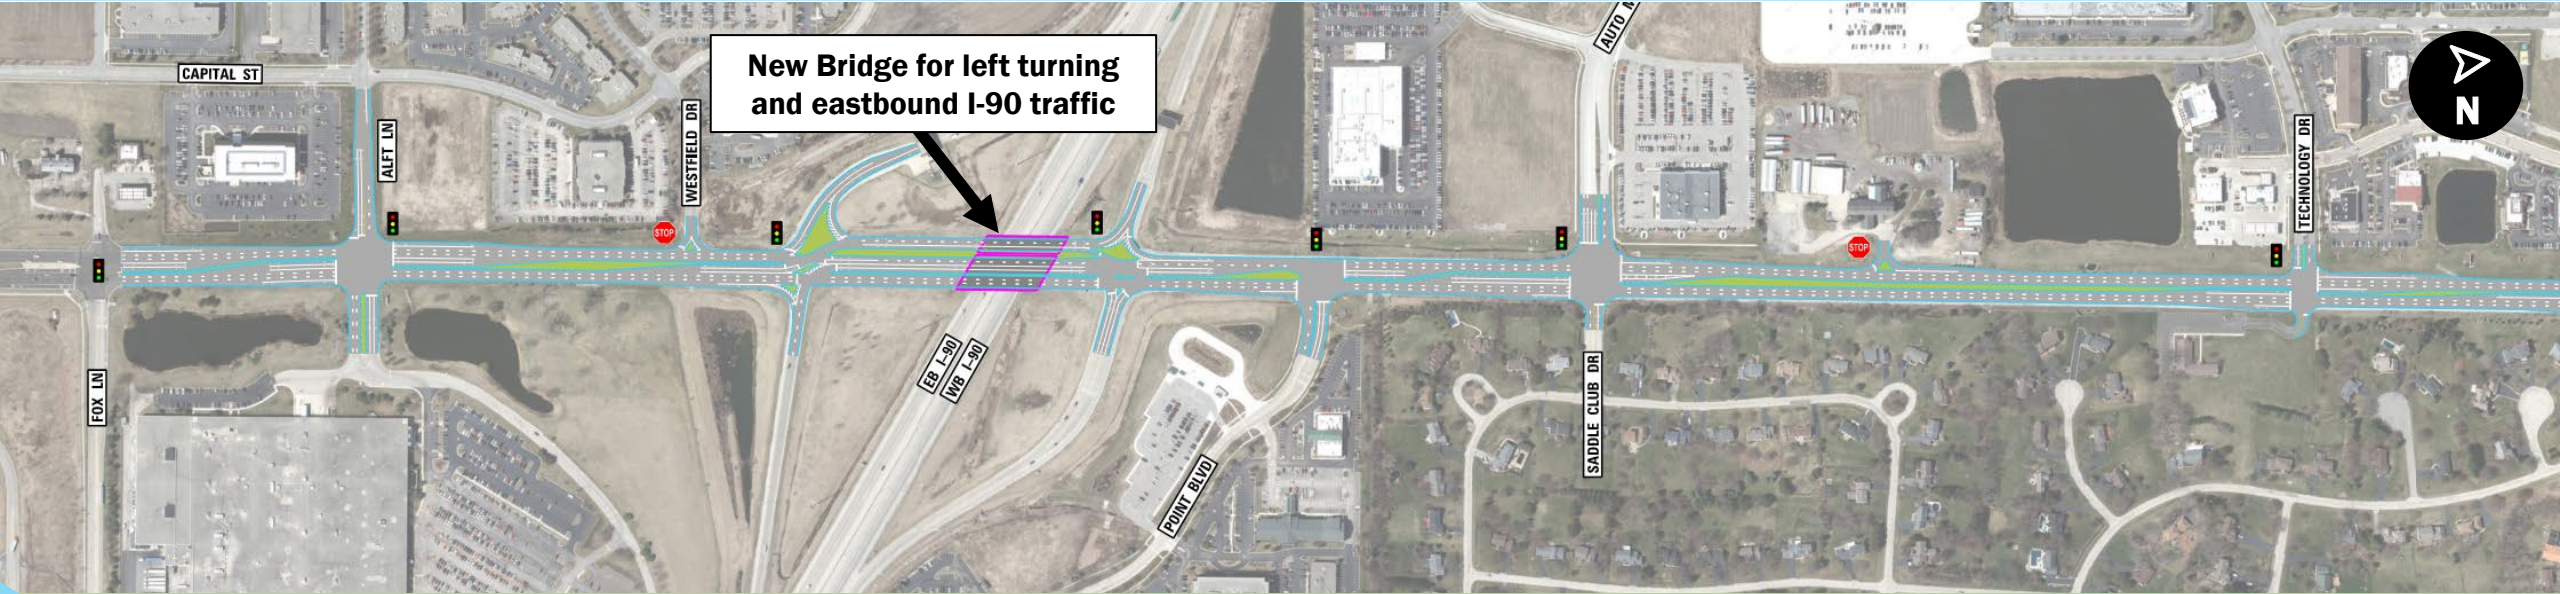 New Bridge for left turning
and eastbound I-90 traffic
CAPITAL ST
ALFT LN
WESTFIELD DR
STOP
EB I-90
WB I-90
FOX LN
POINT BLVD
AUTO
SADDLE CLUB DR
STOP
TECHNOLOGY DR
N